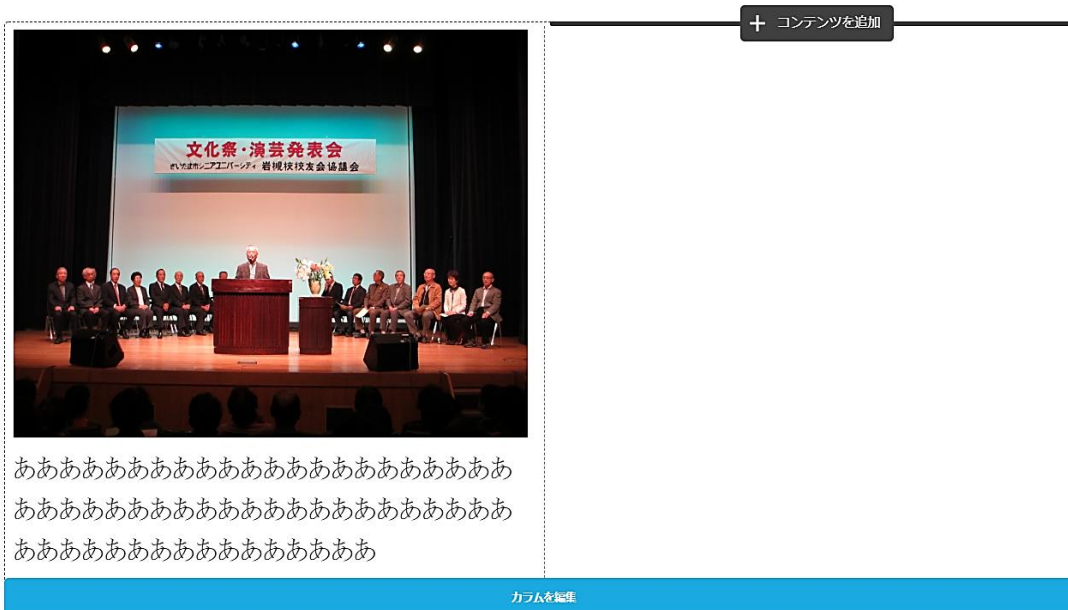 コンテンツを追加
文化祭・演芸発表会
さいたま市シニアユニバーシティ 岩槻校校友会協議会
ああああああああああああああああああああああ
ああああああああああああああああああああああ
ああああああああああああああああ
カラムを編集